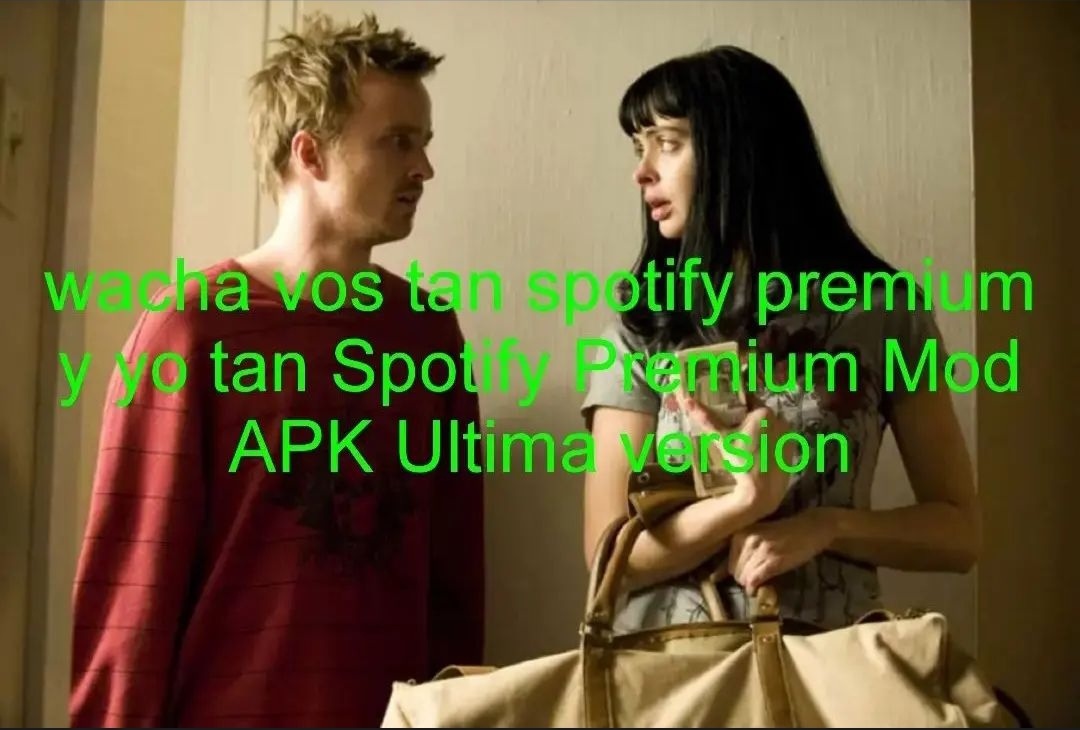 wacha vos tan spotify premium
y yo tan Spotify Premium Mod
APK Ultima version